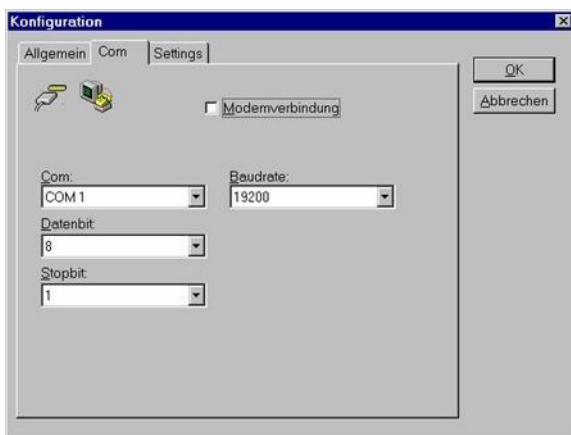 Konfiguration
Allgemein Com Settings
OK
Abbrechen
Modemverbindung
Com: Baudrate:
COM 1 19200
Datenbit:
8
Stopbit:
1